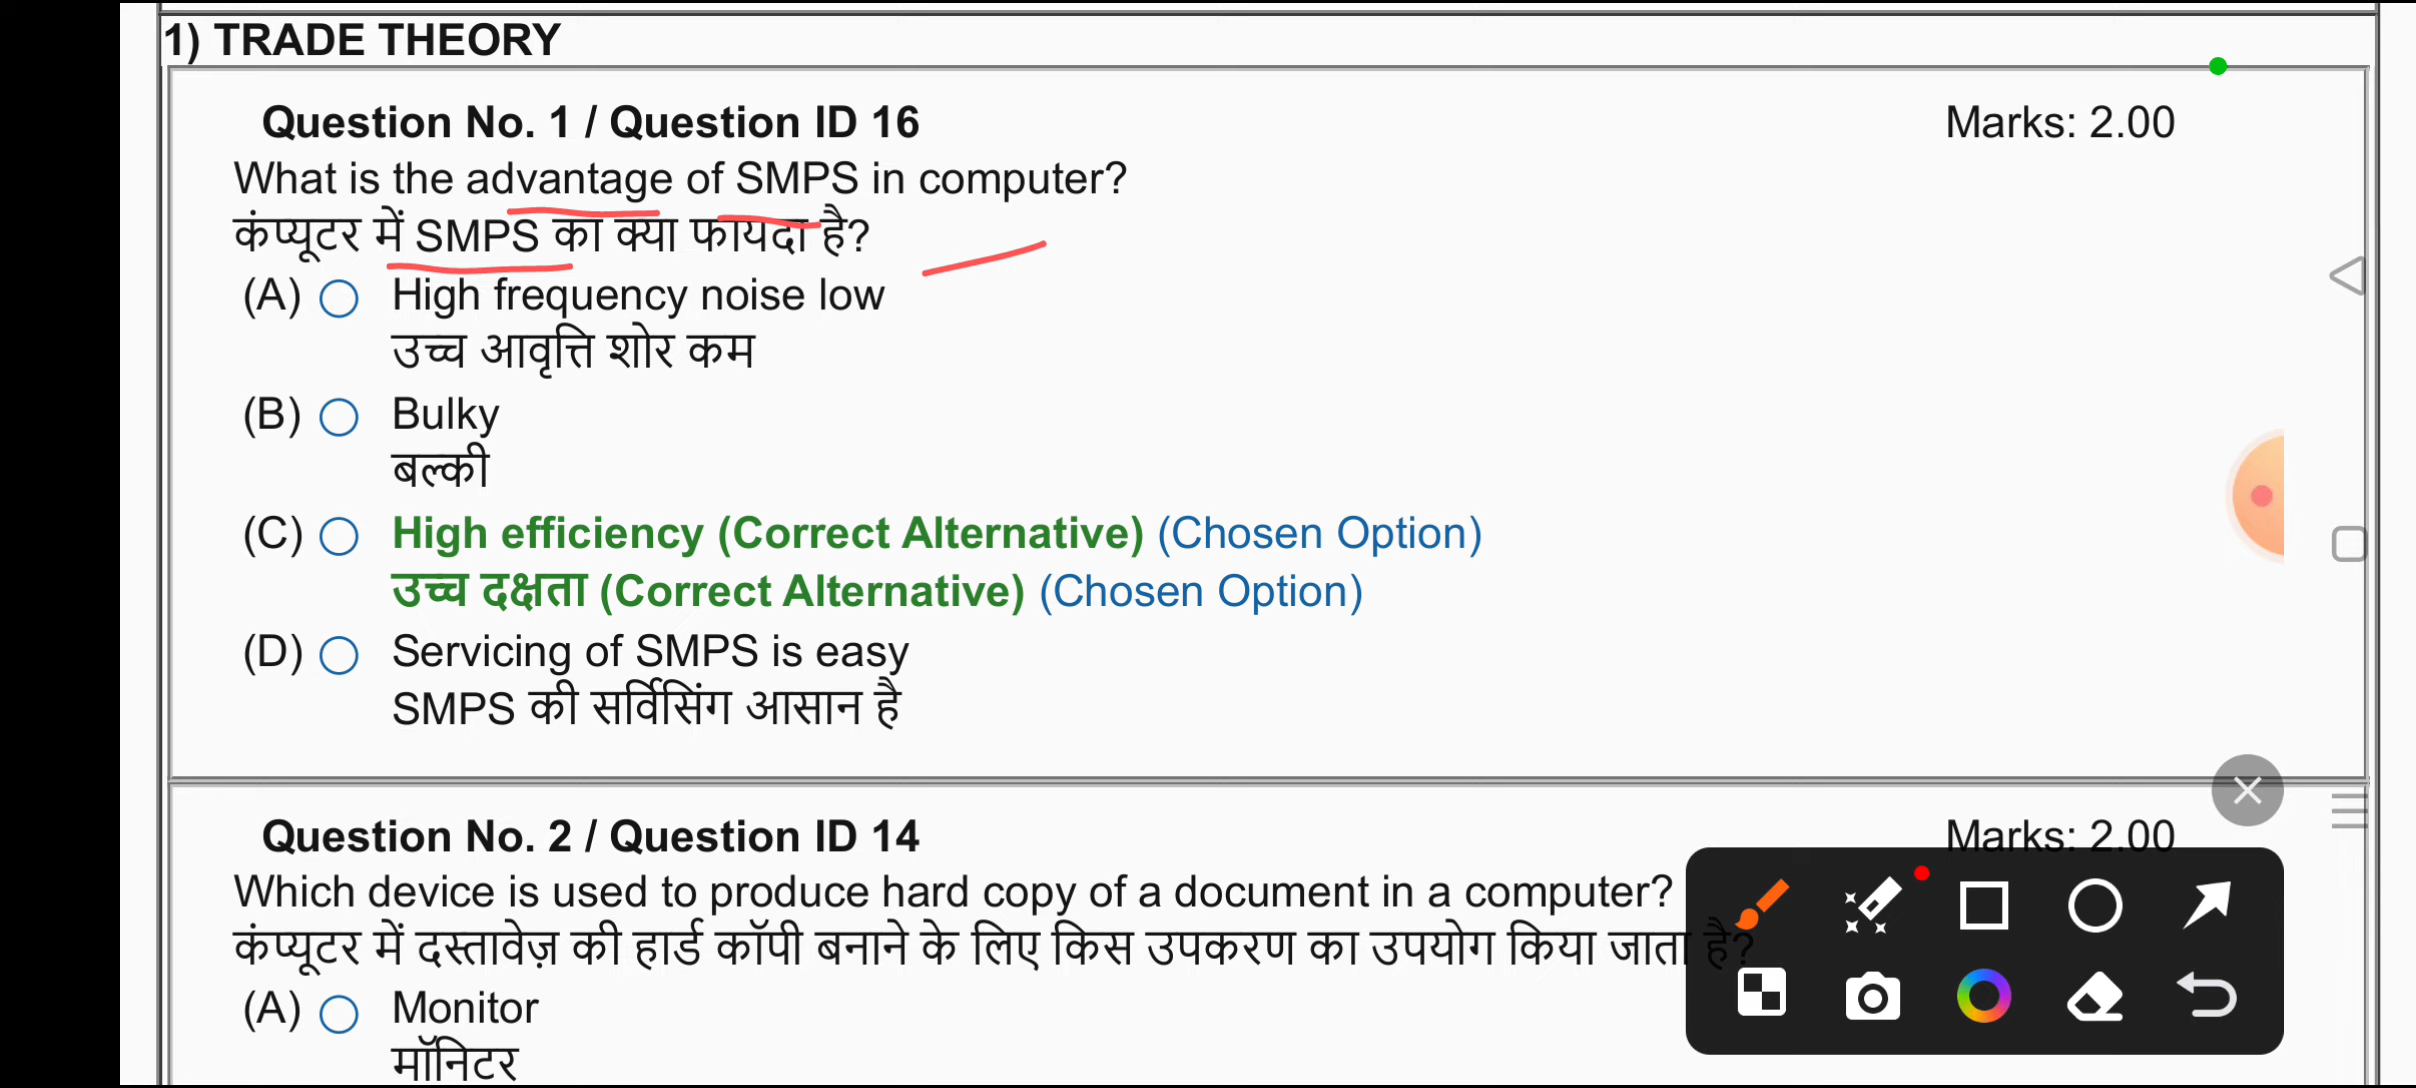 1) TRADE THEORY
Question No. 1 / Question ID 16 Marks: 2.00
What is the advantage of SMPS in computer?
कंप्यूटर में SMPS का क्या फायदा है?
(A) High frequency noise low
उच्च आवृत्ति शोर कम
(B) Bulky
बल्की
(C) High efficiency (Correct Alternative) (Chosen Option)
उच्च दक्षता (Correct Alternative) (Chosen Option)
(D) Servicing of SMPS is easy
SMPS की सर्विसिंग आसान है
Question No. 2 / Question ID 14 Marks: 2.00
Which device is used to produce hard copy of a document in a computer?
कंप्यूटर में दस्तावेज़ की हार्ड कॉपी बनाने के लिए किस उपकरण का उपयोग किया जाता है?
(A) Monitor
मॉनिटर